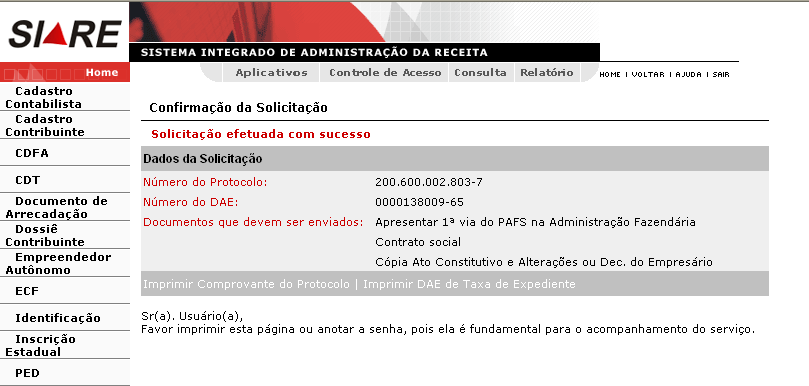 SIARE
SISTEMA INTEGRADO DE ADMINISTRAÇÃO DA RECEITA
Home
Aplicativos | Controle de Acesso | Consulta | Relatório
HOME | VOLTAR | AJUDA | SAIR
Cadastro
Contabilista
Cadastro
Contribuinte
CDFA
CDT
Documento de
Arrecadação
Dossiê
Contribuinte
Empreendedor
Autônomo
ECF
Identificação
Inscrição
Estadual
PED
Confirmação da Solicitação
Solicitação efetuada com sucesso
Dados da Solicitação
Número do Protocolo: 200.600.002.803-7
Número do DAE: 0000138009-65
Documentos que devem ser enviados: Apresentar 1ª via do PAFS na Administração Fazendária
Contrato social
Cópia Ato Constitutivo e Alterações ou Dec. do Empresário
Imprimir Comprovante do Protocolo | Imprimir DAE de Taxa de Expediente
Sr(a). Usuário(a),
Favor imprimir esta página ou anotar a senha, pois ela é fundamental para o acompanhamento do serviço.